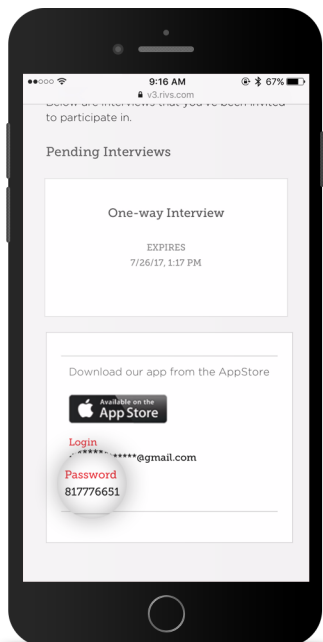 9:16 AM
67%
v3.rivs.com
Below are interviews that you've been invited
to participate in.
Pending Interviews
One-way Interview
EXPIRES
7/26/17, 1:17 PM
Download our app from the AppStore
Available on the
App Store
Login
*************@gmail.com
Password
817776651